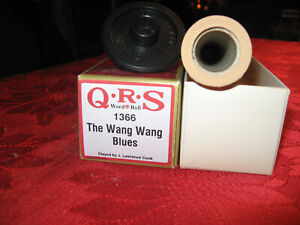 Q·R·S
Word® Roll
1366
The Wang Wang
Blues
Played by J. Lawrence Cook